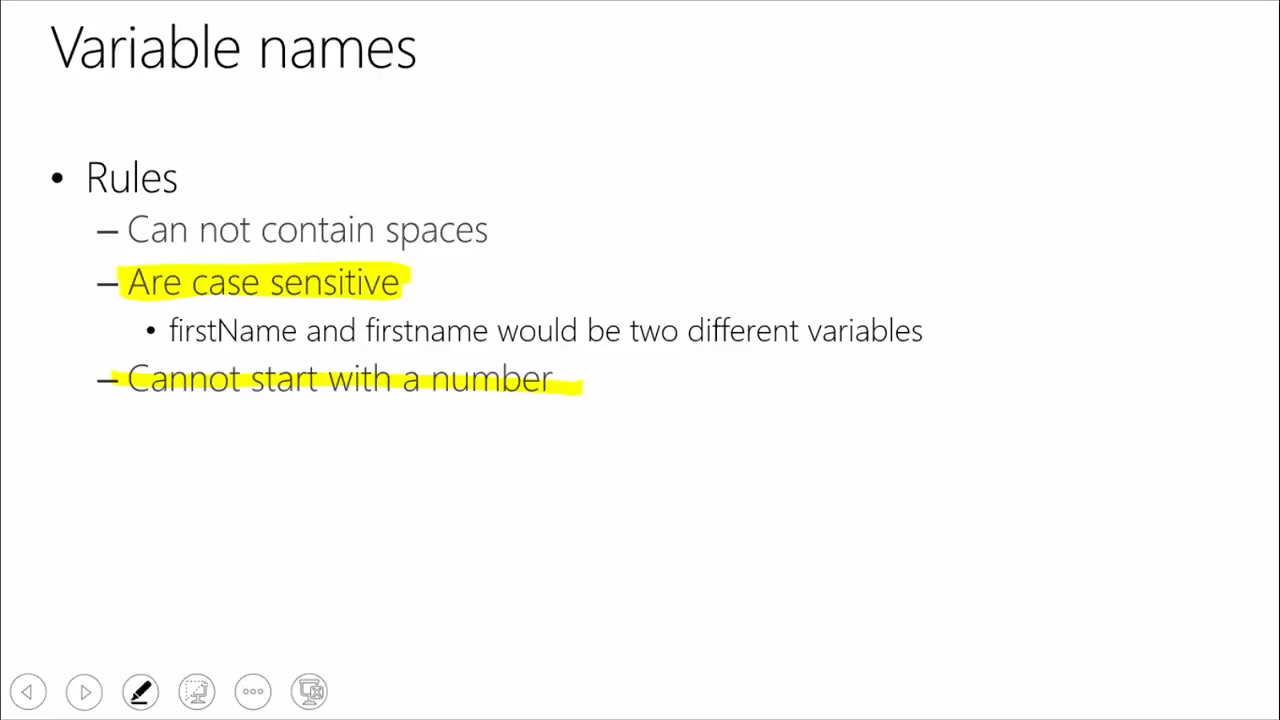 Variable names
• Rules
– Can not contain spaces
– Are case sensitive
• firstName and firstname would be two different variables
– Cannot start with a number